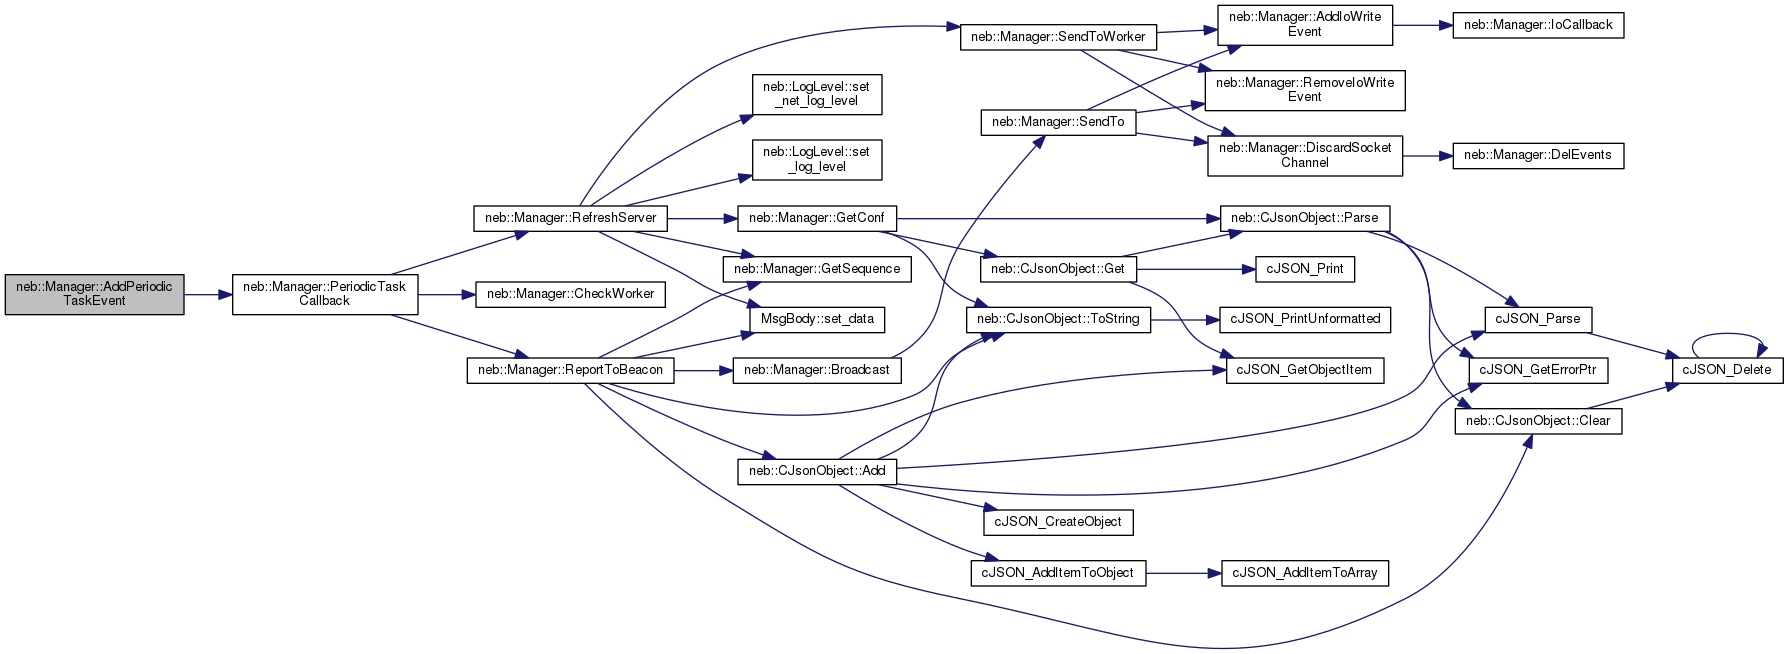 neb::Manager::AddPeriodic
TaskEvent
neb::Manager::PeriodicTask
Callback
neb::Manager::RefreshServer
neb::Manager::CheckWorker
neb::Manager::ReportToBeacon
neb::LogLevel::set
_net_log_level
neb::LogLevel::set
_log_level
neb::Manager::GetConf
neb::Manager::GetSequence
MsgBody::set_data
neb::Manager::Broadcast
neb::CJsonObject::Add
neb::Manager::SendToWorker
neb::Manager::SendTo
neb::CJsonObject::Get
neb::CJsonObject::ToString
cJSON_CreateObject
cJSON_AddItemToObject
neb::Manager::AddIoWrite
Event
neb::Manager::RemoveIoWrite
Event
neb::Manager::DiscardSocket
Channel
neb::CJsonObject::Parse
cJSON_Print
cJSON_PrintUnformatted
cJSON_GetObjectItem
cJSON_AddItemToArray
neb::Manager::IoCallback
neb::Manager::DelEvents
cJSON_Parse
cJSON_GetErrorPtr
neb::CJsonObject::Clear
cJSON_Delete